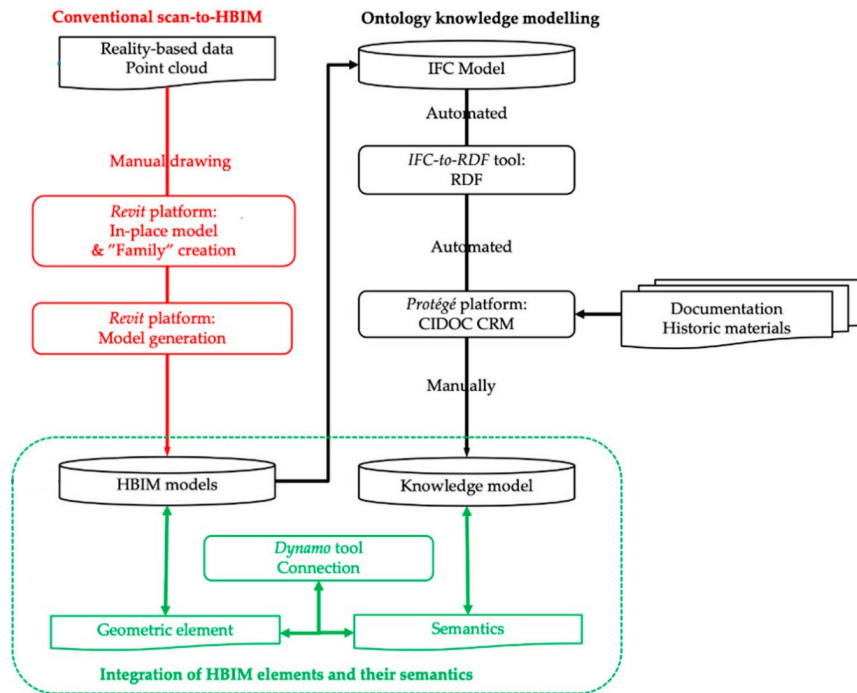 Conventional scan-to-HBIM
Reality-based data
Point cloud
Manual drawing
Revit platform:
In-place model
& "Family" creation
Revit platform:
Model generation
HBIM models
Ontology knowledge modelling
IFC Model
Automated
IFC-to-RDF tool:
RDF
Automated
Protégé platform:
CIDOC CRM
Documentation
Historic materials
Manually
Knowledge model
Dynamo tool
Connection
Geometric element
Semantics
Integration of HBIM elements and their semantics